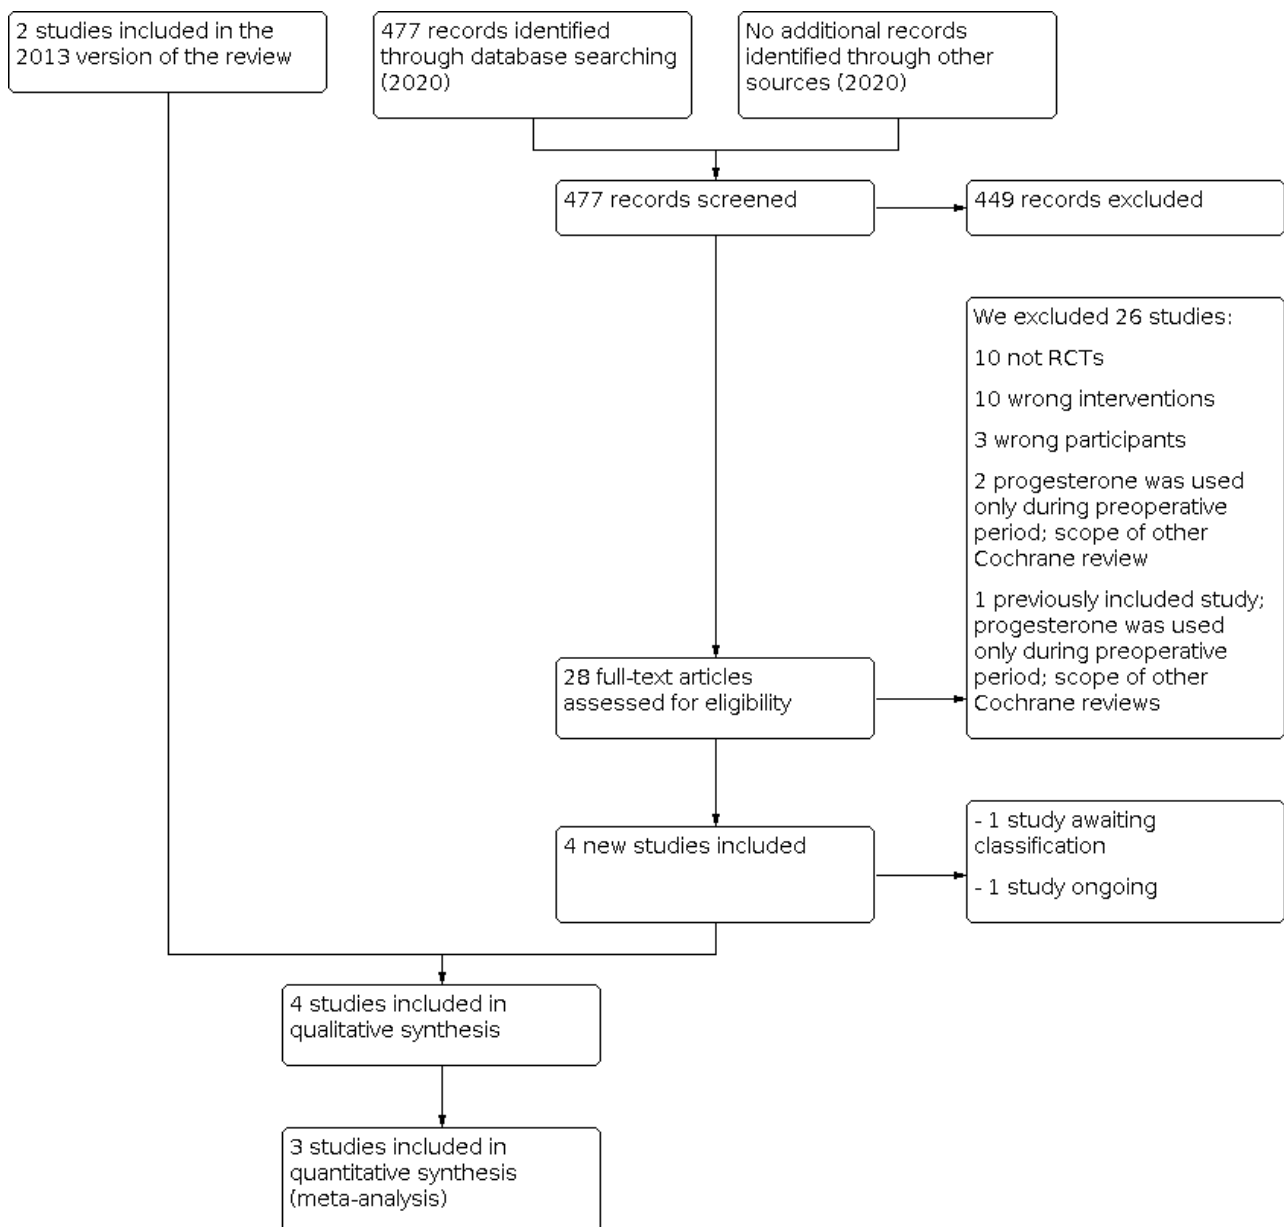 2 studies included in the
2013 version of the review
477 records identified
through database searching
(2020)
No additional records
identified through other
sources (2020)
477 records screened
449 records excluded
We excluded 26 studies:
10 not RCTs
10 wrong interventions
3 wrong participants
2 progesterone was used
only during preoperative
period; scope of other
Cochrane review
1 previously included study;
progesterone was used
only during preoperative
period; scope of other
Cochrane reviews
28 full-text articles
assessed for eligibility
4 new studies included
- 1 study awaiting
classification
- 1 study ongoing
4 studies included in
qualitative synthesis
3 studies included in
quantitative synthesis
(meta-analysis)